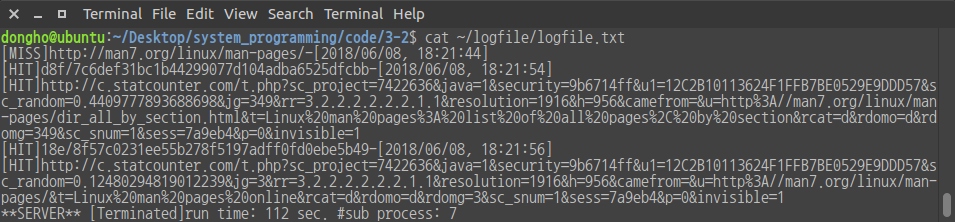 Terminal File Edit View Search Terminal Help
dongho@ubuntu:~/Desktop/system_programming/code/3-2$ cat ~/logfile/logfile.txt
[MISS]http://man7.org/linux/man-pages/-[2018/06/08, 18:21:44]
[HIT]d8f/7c6def31bc1b44299077d104adba6525dfcbb-[2018/06/08, 18:21:54]
[HIT]http://c.statcounter.com/t.php?sc_project=7422636&java=1&security=9b6714ff&u1=12C2B10113624F1FFB7BE0529E9DDD57&s
c_random=0.4409777893688698&jg=349&rr=3.2.2.2.2.2.2.1.1&resolution=1916&h=956&camefrom=&u=http%3A//man7.org/linux/man
-pages/dir_all_by_section.html&t=Linux%20man%20pages%3A%20list%20of%20all%20pages%2C%20by%20section&rcat=d&rdomo=d&rd
omg=349&sc_snum=1&sess=7a9eb4&p=0&invisible=1
[HIT]18e/8f57c0231ee55b278f5197adff0fd0ebe5b49-[2018/06/08, 18:21:56]
[HIT]http://c.statcounter.com/t.php?sc_project=7422636&java=1&security=9b6714ff&u1=12C2B10113624F1FFB7BE0529E9DDD57&s
c_random=0.12480294819012239&jg=3&rr=3.2.2.2.2.2.2.1.1&resolution=1916&h=956&camefrom=&u=http%3A//man7.org/linux/man-
pages/&t=Linux%20man%20pages%20online&rcat=d&rdomo=d&rdomg=3&sc_snum=1&sess=7a9eb4&p=0&invisible=1
**SERVER** [Terminated]run time: 112 sec. #sub process: 7